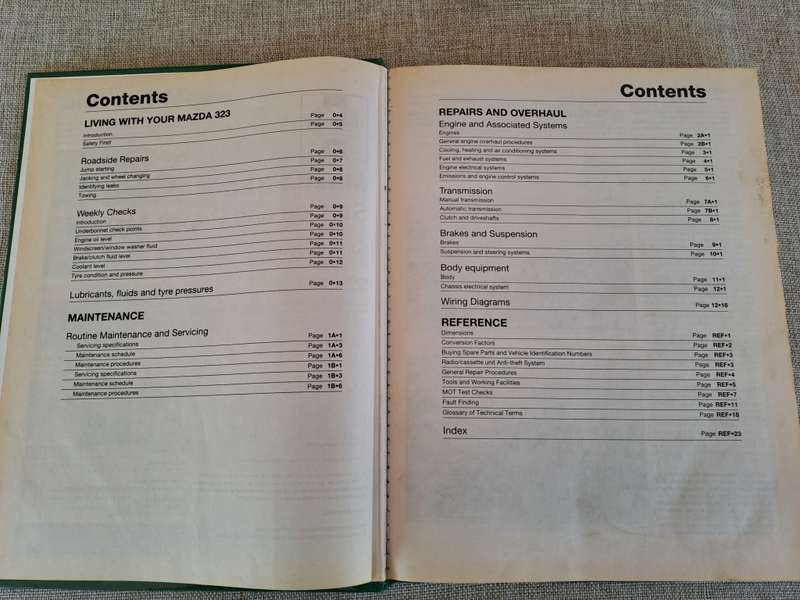 Contents
LIVING WITH YOUR MAZDA 323
Introduction Page 0•4
Safety First! Page 0•5
Roadside Repairs
Jump starting Page 0•6
Jacking and wheel changing Page 0•7
Identifying leaks Page 0•8
Towing Page 0•8
Weekly Checks
Introduction Page 0•9
Underbonnet check points Page 0•9
Engine oil level Page 0•10
Windscreen/window washer fluid Page 0•10
Brake/clutch fluid level Page 0•11
Coolant level Page 0•11
Tyre condition and pressure Page 0•12
Lubricants, fluids and tyre pressures Page 0•13
MAINTENANCE
Routine Maintenance and Servicing
Servicing specifications Page 1A•1
Maintenance schedule Page 1A•3
Maintenance procedures Page 1A•6
Servicing specifications Page 1B•1
Maintenance schedule Page 1B•3
Maintenance procedures Page 1B•6
Contents
REPAIRS AND OVERHAUL
Engine and Associated Systems
Engines Page 2A•1
General engine overhaul procedures Page 2B•1
Cooling, heating and air conditioning systems Page 3•1
Fuel and exhaust systems Page 4•1
Engine electrical systems Page 5•1
Emissions and engine control systems Page 6•1
Transmission
Manual transmission Page 7A•1
Automatic transmission Page 7B•1
Clutch and driveshafts Page 8•1
Brakes and Suspension
Brakes Page 9•1
Suspension and steering systems Page 10•1
Body equipment
Body Page 11•1
Chassis electrical system Page 12•1
Wiring Diagrams Page 12•16
REFERENCE
Dimensions Page REF•1
Conversion Factors Page REF•2
Buying Spare Parts and Vehicle Identification Numbers Page REF•3
Radio/cassette unit Anti-theft System Page REF•3
General Repair Procedures Page REF•4
Tools and Working Facilities Page REF•5
MOT Test Checks Page REF•7
Fault Finding Page REF•11
Glossary of Technical Terms Page REF•18
Index Page REF•23